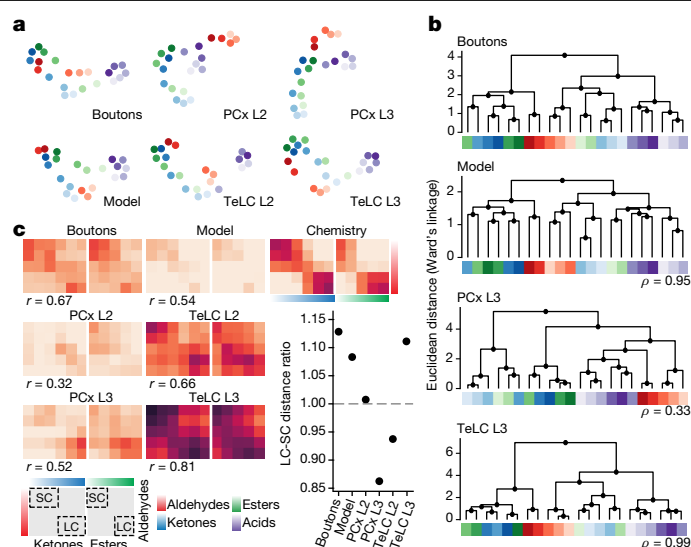 a
Boutons
PCx L2
PCx L3
Model
TeLC L2
TeLC L3
b
Euclidean distance (Ward's linkage)
Boutons
4
3
2
1
0
Model
2
1
0
ρ = 0.95
PCx L3
4
2
0
ρ = 0.33
TeLC L3
6
4
2
0
ρ = 0.99
c
Boutons
Model
Chemistry
r = 0.67
r = 0.54
PCx L2
TeLC L2
r = 0.32
r = 0.66
PCx L3
TeLC L3
r = 0.52
r = 0.81
SC
SC
LC
LC
Aldehydes
Ketones
Esters
Aldehydes
Esters
Ketones
Acids
LC-SC distance ratio
1.15
1.10
1.05
1.00
0.95
0.90
0.85
Boutons
Model
PCx L2
PCx L3
TeLC L2
TeLC L3